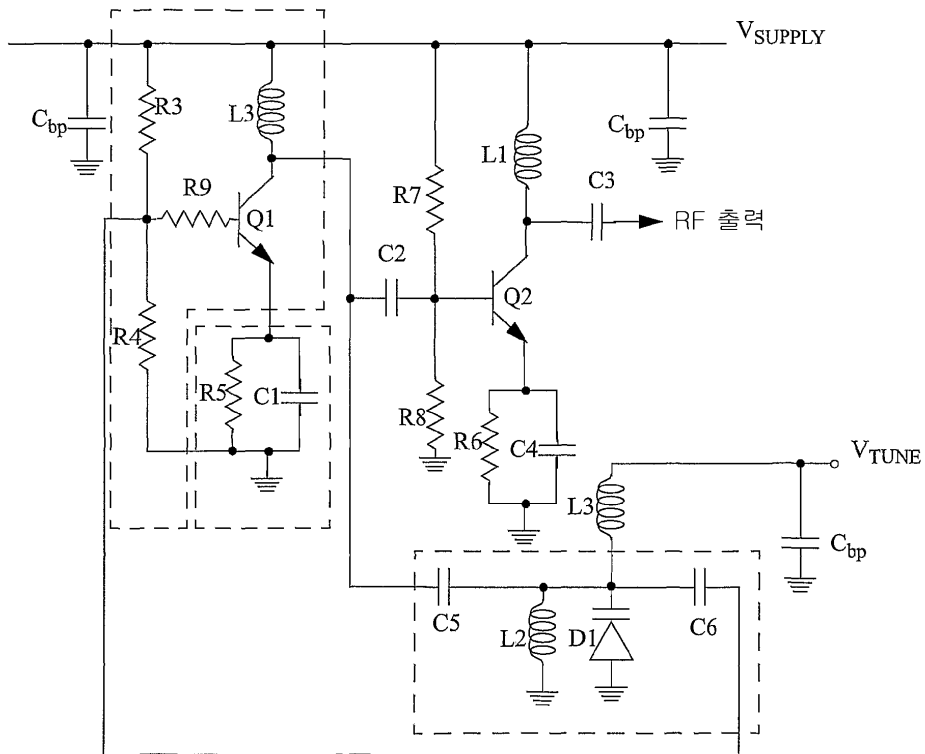 V_SUPPLY
C_bp
R3
L3
R9
Q1
R4
R5
C1
R7
C2
R8
L1
C3
RF 출력
Q2
R6
C4
C_bp
V_TUNE
L3
C_bp
C5
L2
D1
C6